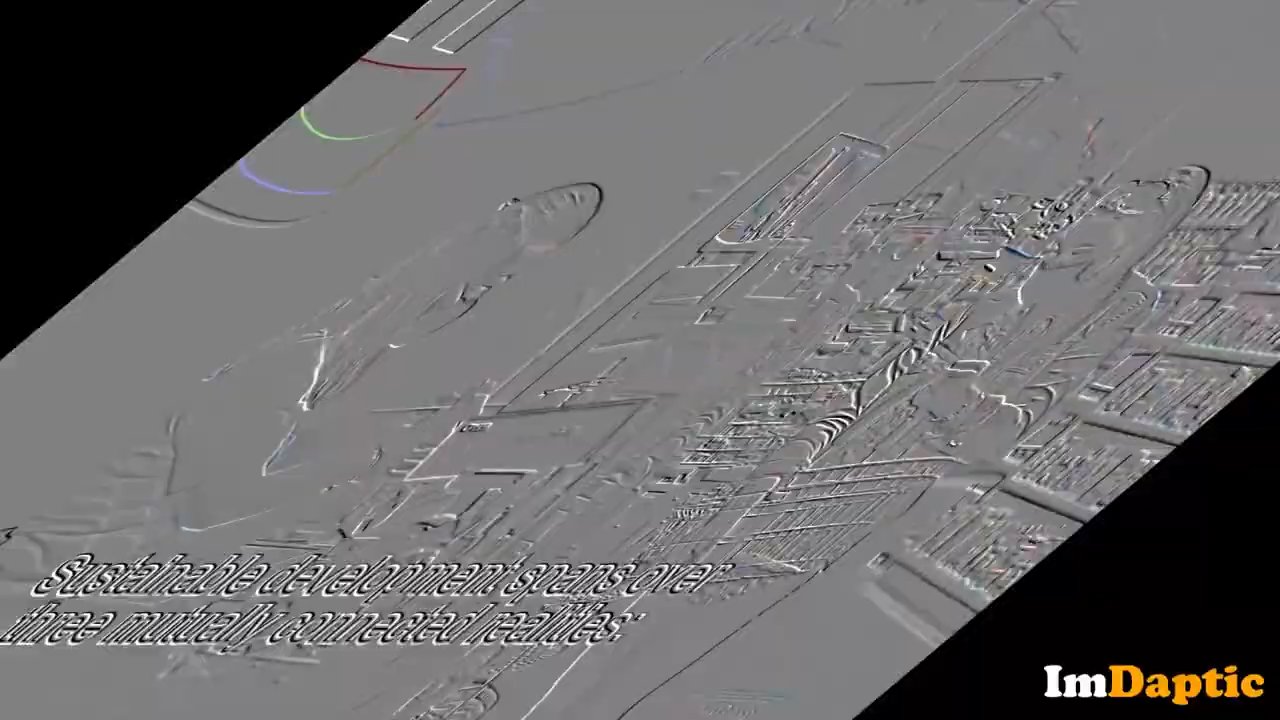 Sustainable development spans over
three mutually connected realities:
ImDaptic